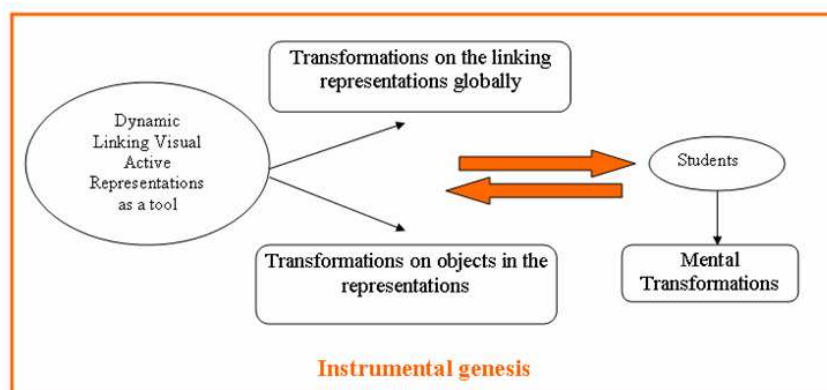 Transformations on the linking
representations globally
Dynamic
Linking Visual
Active
Representations
as a tool
Students
Transformations on objects in the
representations
Mental
Transformations
Instrumental genesis